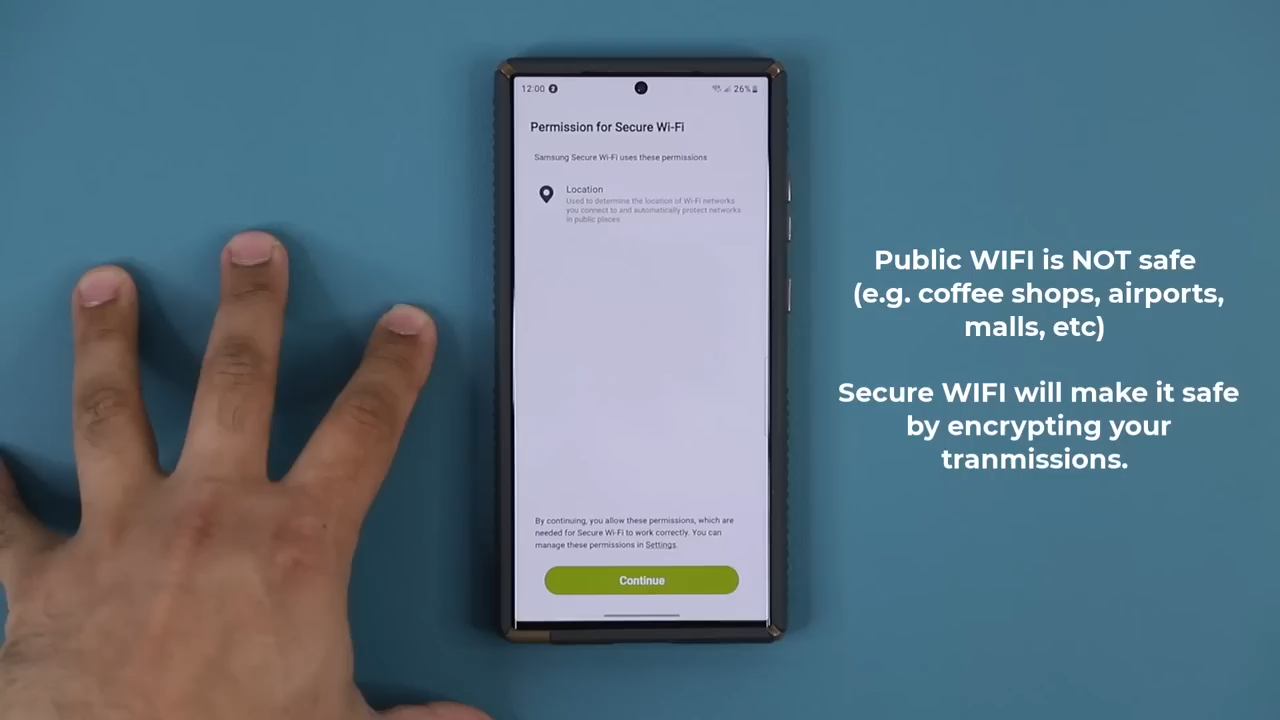 12:00
26%
Permission for Secure Wi-Fi
Samsung Secure Wi-Fi uses these permissions
Location
Used to determine the location of Wi-Fi networks
you connect to and automatically protect networks
in public places
By continuing, you allow these permissions, which are
needed for Secure Wi-Fi to work correctly. You can
manage these permissions in Settings.
Continue
Public WIFI is NOT safe
(e.g. coffee shops, airports,
malls, etc)
Secure WIFI will make it safe
by encrypting your
tranmissions.